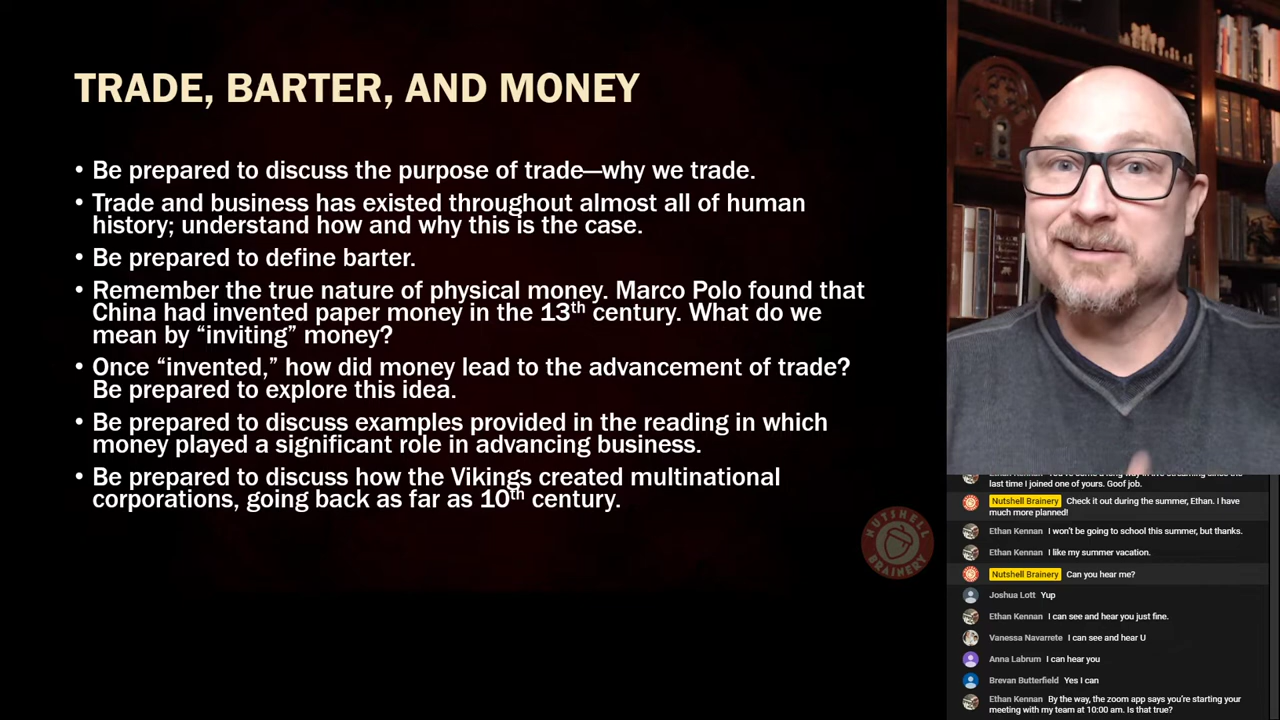 TRADE, BARTER, AND MONEY
• Be prepared to discuss the purpose of trade—why we trade.
• Trade and business has existed throughout almost all of human
history; understand how and why this is the case.
• Be prepared to define barter.
• Remember the true nature of physical money. Marco Polo found that
China had invented paper money in the 13th century. What do we
mean by “inviting” money?
• Once “invented,” how did money lead to the advancement of trade?
Be prepared to explore this idea.
• Be prepared to discuss examples provided in the reading in which
money played a significant role in advancing business.
• Be prepared to discuss how the Vikings created multinational
corporations, going back as far as 10th century.
NUTSHELL
BRAINERY
last time I joined one of yours. Goof job.
Nutshell Brainery Check it out during the summer, Ethan. I have
much more planned!
Ethan Kennan I won't be going to school this summer, but thanks.
Ethan Kennan I like my summer vacation.
Nutshell Brainery Can you hear me?
Joshua Lott Yup
Ethan Kennan I can see and hear you just fine.
Vanessa Navarrete I can see and hear U
Anna Labrum I can hear you
Brevan Butterfield Yes I can
Ethan Kennan By the way, the zoom app says you're starting your
meeting with my team at 10:00 am. Is that true?